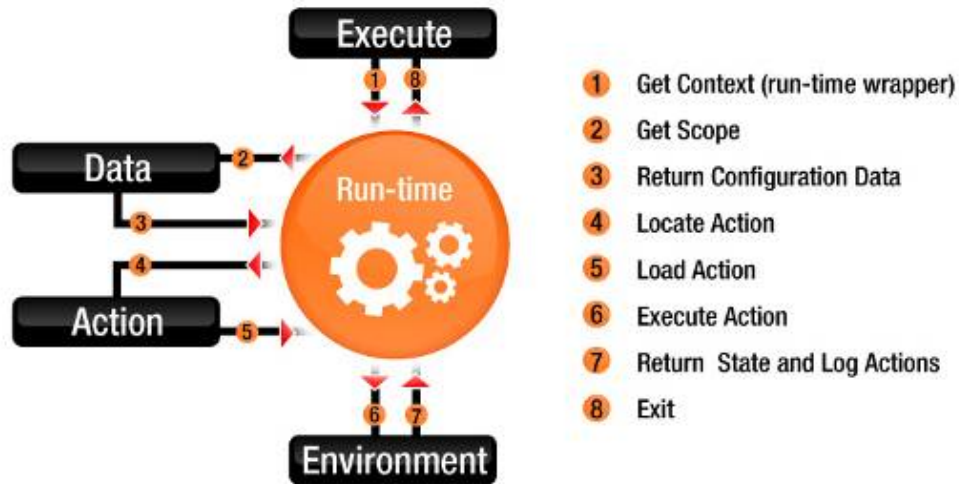 Execute
1 8
1 Get Context (run-time wrapper)
2 Get Scope
Data
2
Run-time
3 Return Configuration Data
3
4 Locate Action
4
5 Load Action
Action
5
6 Execute Action
7 Return State and Log Actions
6 7
8 Exit
Environment